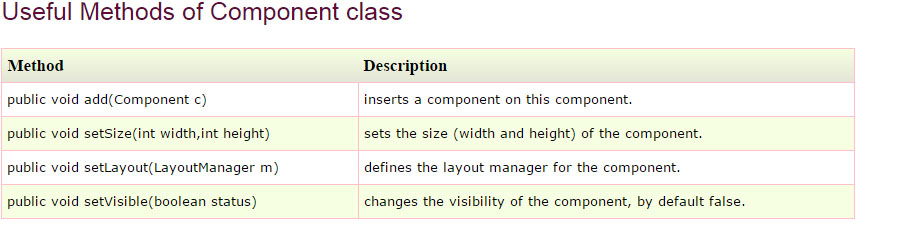 Useful Methods of Component class
Method Description
public void add(Component c) inserts a component on this component.
public void setSize(int width,int height) sets the size (width and height) of the component.
public void setLayout(LayoutManager m) defines the layout manager for the component.
public void setVisible(boolean status) changes the visibility of the component, by default false.